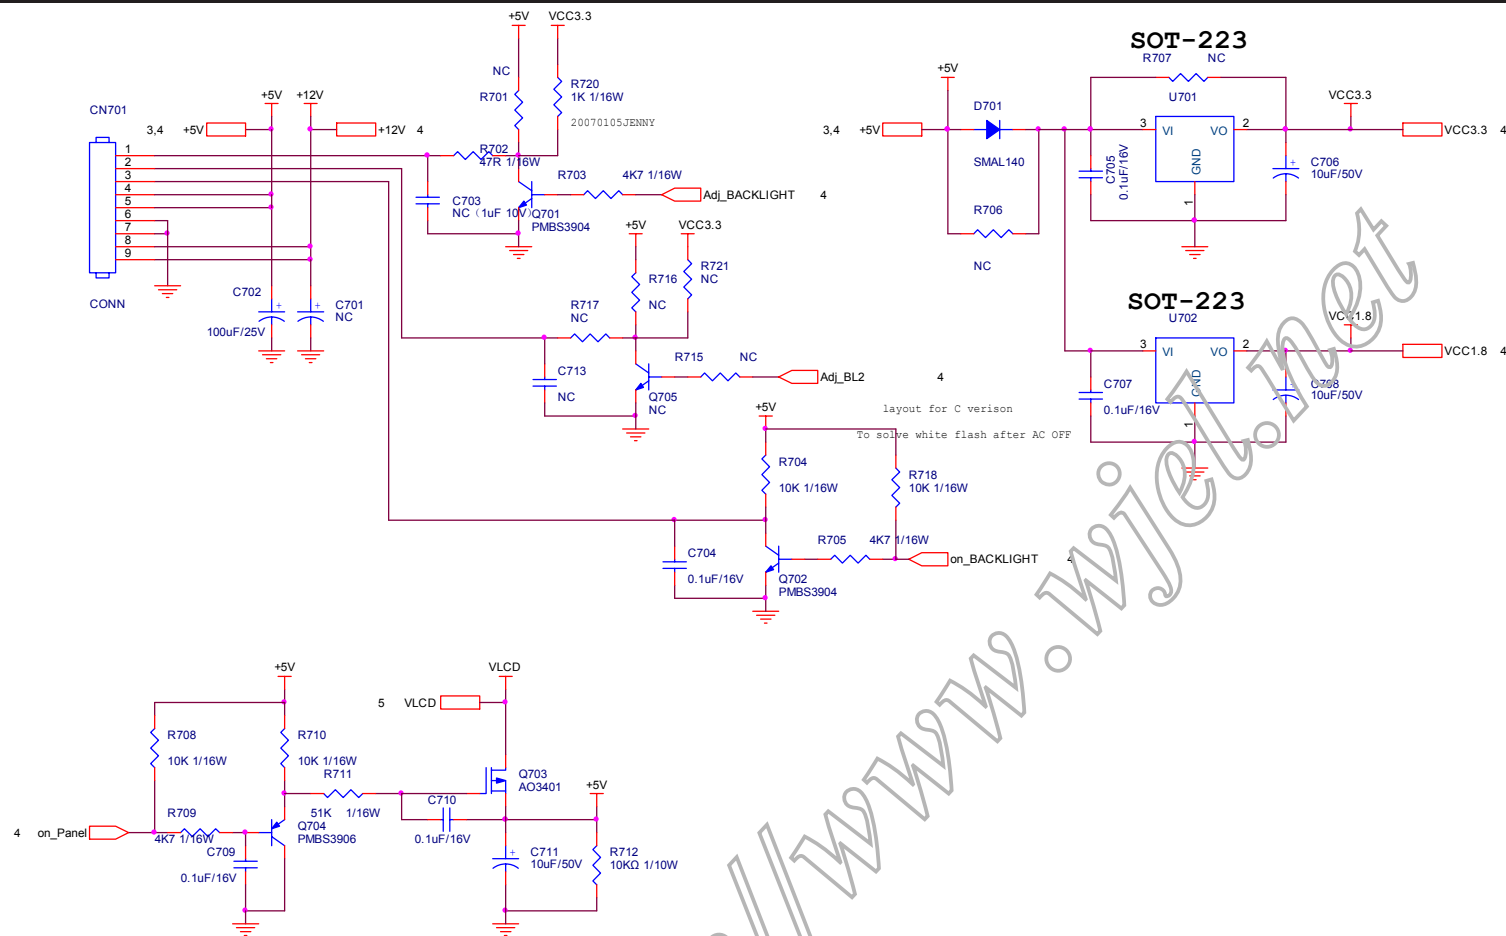 +5V VCC3.3
NC
R701
R720
1K 1/16W
20070105JENNY
CN701
+5V +12V
3,4 +5V
+12V 4
1
2
3
4
5
6
7
8
9
CONN
R702
47R 1/16W
R703 4K7 1/16W
Adj_BACKLIGHT 4
C703
NC (1uF 10V)
Q701
PMBS3904
C702
100uF/25V
C701
NC
+5V VCC3.3
R716
NC
R721
NC
R717
NC
R715 NC
Adj_BL2 4
C713
NC
Q705
NC
layout for C verison
To solve white flash after AC OFF
+5V
R704
10K 1/16W
R718
10K 1/16W
R705 4K7 1/16W
on_BACKLIGHT 4
C704
0.1uF/16V
Q702
PMBS3904
SOT-223
R707 NC
+5V
D701
SMAL140
3,4 +5V
R706
NC
U701
3 VI VO 2
GND
1
C705
0.1uF/16V
VCC3.3
VCC3.3 4
C706
10uF/50V
SOT-223
U702
3 VI VO 2
GND
1
VCC1.8
VCC1.8 4
C707
0.1uF/16V
C708
10uF/50V
+5V
R708
10K 1/16W
R710
10K 1/16W
R711
51K 1/16W
4 on_Panel
R709
4K7 1/16W
C709
0.1uF/16V
Q704
PMBS3906
VLCD
5 VLCD
Q703
AO3401
C710
0.1uF/16V
+5V
C711
10uF/50V
R712
10KΩ 1/10W
//www.wjel.net